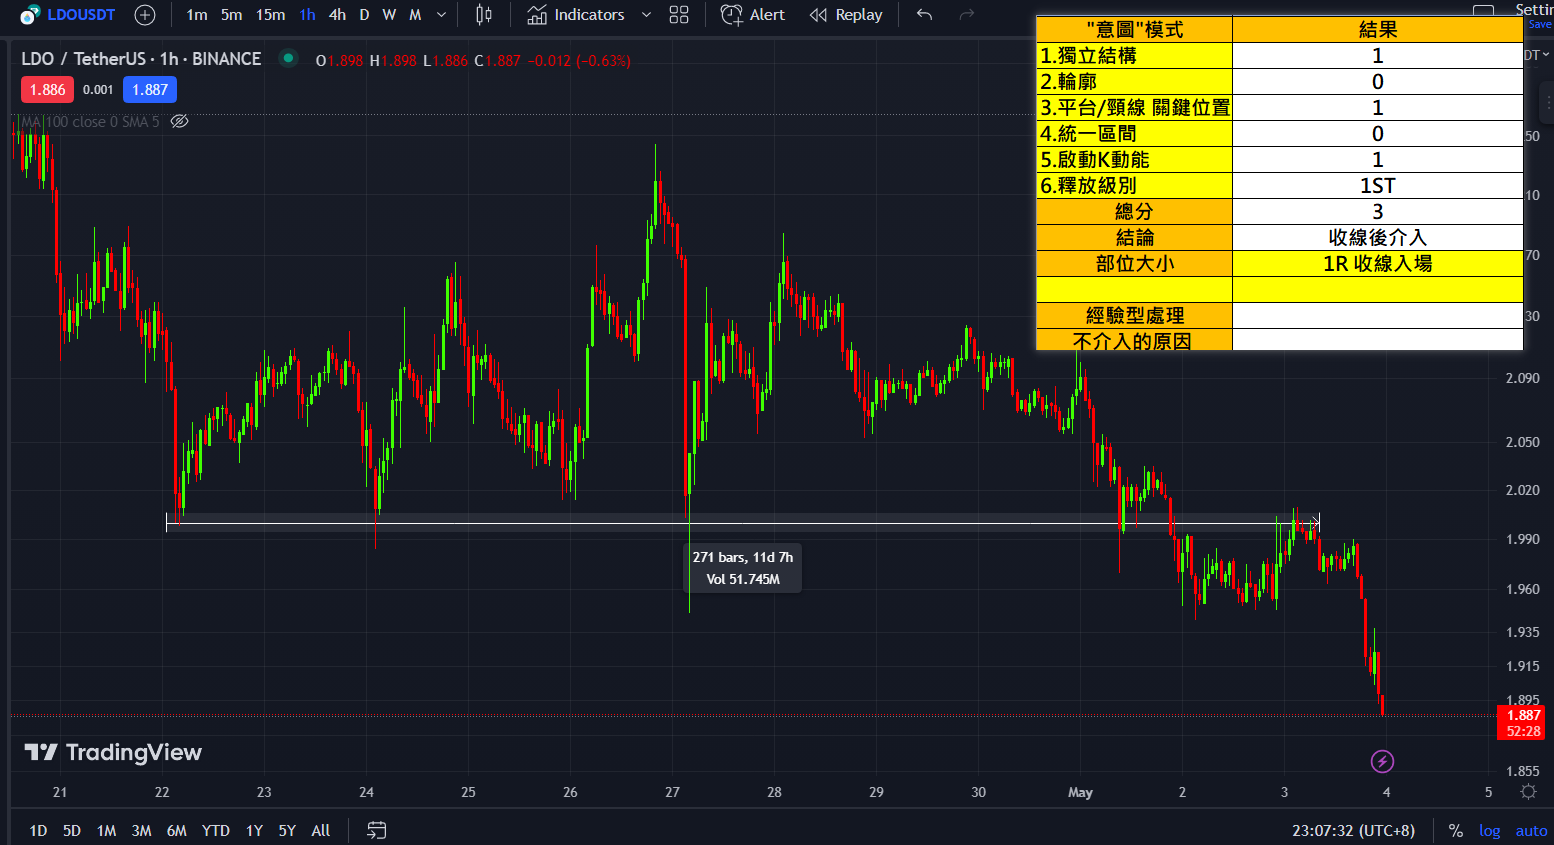 LDOUSDT 1m 5m 15m 1h 4h D W M Indicators Alert Replay
Settin
Save
LDO / TetherUS · 1h · BINANCE O1.898 H1.898 L1.886 C1.887 -0.012 (-0.63%)
1.886 0.001 1.887
MA 100 close 0 SMA 5
"意圖"模式 結果
1.獨立結構 1
2.輪廓 0
3.平台/頸線 關鍵位置 1
4.統一區間 0
5.啟動K動能 1
6.釋放級別 1ST
總分 3
結論 收線後介入
部位大小 1R 收線入場
經驗型處理
不介入的原因
DT
50
10
70
30
2.090
2.050
2.020
1.990
1.960
1.935
1.915
1.895
1.887
52:28
1.855
271 bars, 11d 7h
Vol 51.745M
TradingView
21 22 23 24 25 26 27 28 29 30 May 2 3 4 5
1D 5D 1M 3M 6M YTD 1Y 5Y All 23:07:32 (UTC+8) % log auto